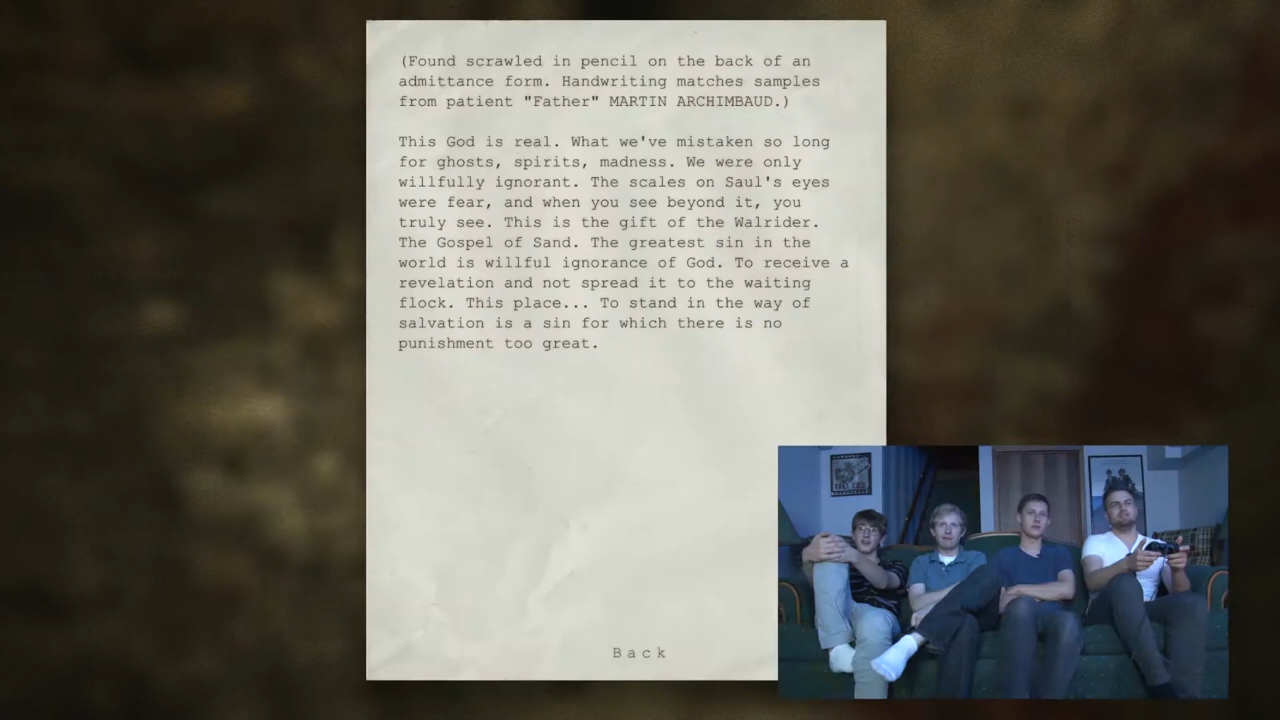 (Found scrawled in pencil on the back of an
admittance form. Handwriting matches samples
from patient "Father" MARTIN ARCHIMBAUD.)
This God is real. What we've mistaken so long
for ghosts, spirits, madness. We were only
willfully ignorant. The scales on Saul's eyes
were fear, and when you see beyond it, you
truly see. This is the gift of the Walrider.
The Gospel of Sand. The greatest sin in the
world is willful ignorance of God. To receive a
revelation and not spread it to the waiting
flock. This place... To stand in the way of
salvation is a sin for which there is no
punishment too great.
Back